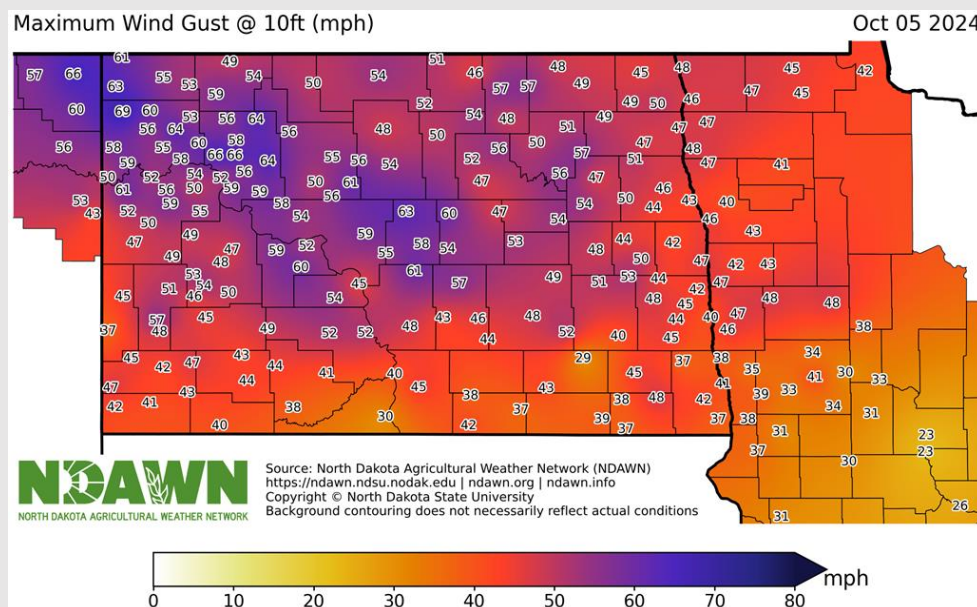 Maximum Wind Gust @ 10ft (mph) Oct 05 2024
61 49 51 48 48 45 42
57 66 55 54 54 46 45
63 53 50 57 57 49 47 45
59 52 49 50 46
60 69 60 53 56 64 54 48 49
56 64 56 48 50 51 47 47
56 58 55 60 58 56 50 57 47 48
59 58 66 66 64 55 56 54 52 51 47 41
50 52 54 52 56 50 61 47 56 47
53 61 56 50 59 59 56 50 46 43 40
43 52 59 55 58 54 63 60 47 54 54 44 46
50 43
47 49 47 59 52 59 58 54 53 48 44 42
49 48 60 55 61 50 47 42 43
53 54 45 57 49 51 53 44 47
45 51 46 50 54 48 42 45 48 48
37 57 48 45 49 52 52 48 43 46 48 52 44 40 47 46 38
44 40 45
45 42 47 43 44 41 40 29 45 37 38 35 34 30 33
47 43 44 45 38 43 38 48 42 41 39 33 41
42 41 38 30 37 39 37 38 34 31
40 42 37 31 23
37 30 23
31 26
NDAWN
NORTH DAKOTA AGRICULTURAL WEATHER NETWORK
Source: North Dakota Agricultural Weather Network (NDAWN)
https://ndawn.ndsu.nodak.edu | ndawn.org | ndawn.info
Copyright © North Dakota State University
Background contouring does not necessarily reflect actual conditions
0 10 20 30 40 50 60 70 80 mph